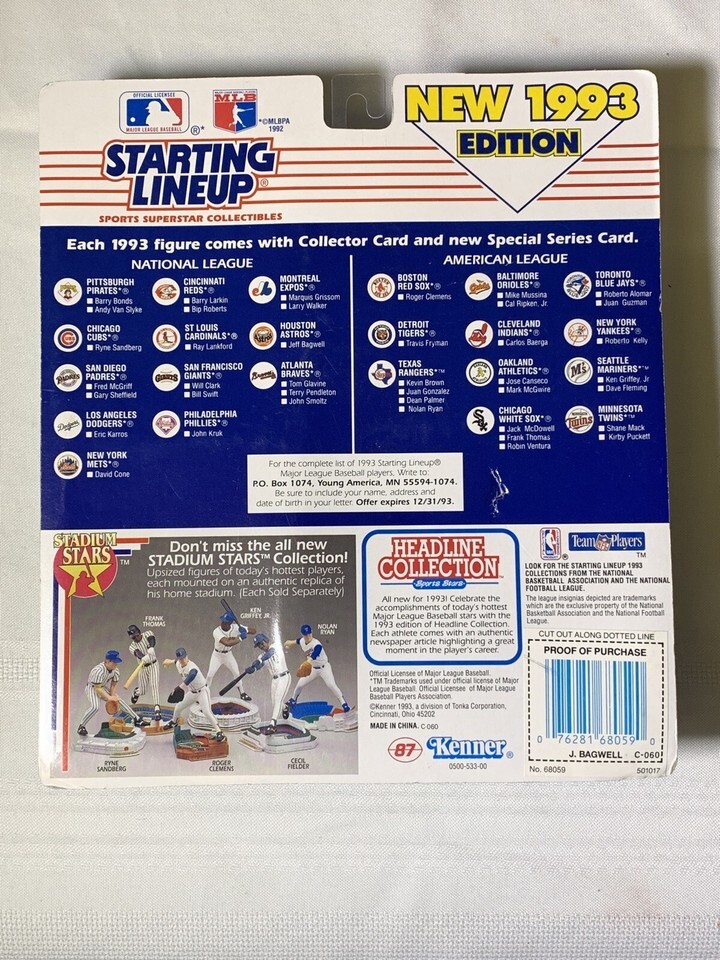 OFFICIAL LICENSEE
MAJOR LEAGUE BASEBALL
®*
MLB
*©MLBPA
1992
STARTING
LINEUP®
SPORTS SUPERSTAR COLLECTIBLES
NEW 1993
EDITION
Each 1993 figure comes with Collector Card and new Special Series Card.
NATIONAL LEAGUE
PITTSBURGH
PIRATES*®
Barry Bonds
Andy Van Slyke
CINCINNATI
REDS*®
Barry Larkin
Bip Roberts
MONTREAL
EXPOS*®
Marquis Grissom
Larry Walker
CHICAGO
CUBS*®
Ryne Sandberg
ST LOUIS
CARDINALS*®
Ray Lankford
HOUSTON
ASTROS*®
Jeff Bagwell
SAN DIEGO
PADRES*®
Fred McGriff
Gary Sheffield
SAN FRANCISCO
GIANTS*®
Will Clark
Bill Swift
ATLANTA
BRAVES*®
Tom Glavine
Terry Pendleton
John Smoltz
LOS ANGELES
DODGERS*®
Eric Karros
PHILADELPHIA
PHILLIES*®
John Kruk
NEW YORK
METS*®
David Cone
AMERICAN LEAGUE
BOSTON
RED SOX*®
Roger Clemens
BALTIMORE
ORIOLES*®
Mike Mussina
Cal Ripken, Jr.
TORONTO
BLUE JAYS*®
Roberto Alomar
Juan Guzman
DETROIT
TIGERS*®
Travis Fryman
CLEVELAND
INDIANS*®
Carlos Baerga
NEW YORK
YANKEES*®
Roberto Kelly
TEXAS
RANGERS*™
Kevin Brown
Juan Gonzalez
Dean Palmer
Nolan Ryan
OAKLAND
ATHLETICS*®
Jose Canseco
Mark McGwire
SEATTLE
MARINERS*™
Ken Griffey, Jr
Dave Fleming
CHICAGO
WHITE SOX*®
Jack McDowell
Frank Thomas
Robin Ventura
MINNESOTA
TWINS*™
Shane Mack
Kirby Puckett
For the complete list of 1993 Starting Lineup®
Major League Baseball players, Write to:
P.O. Box 1074, Young America, MN 55594-1074.
Be sure to include your name, address and
date of birth in your letter. Offer expires 12/31/93.
STADIUM
STARS
™
Don't miss the all new
STADIUM STARS™ Collection!
Upsized figures of today's hottest players,
each mounted on an authentic replica of
his home stadium. (Each Sold Separately)
FRANK
THOMAS
KEN
GRIFFEY, JR.
NOLAN
RYAN
RYNE
SANDBERG
ROGER
CLEMENS
CECIL
FIELDER
HEADLINE
COLLECTION
Sports Stars
All new for 1993! Celebrate the
accomplishments of today's hottest
Major League Baseball stars with the
1993 edition of Headline Collection.
Each athlete comes with an authentic
newspaper article highlighting a great
moment in the player's career.
Official Licensee of Major League Baseball.
*TM Trademarks used under official license of Major
League Baseball. Official Licensee of Major League
Baseball Players Association.
©Kenner 1993, a division of Tonka Corporation,
Cincinnati, Ohio 45202
MADE IN CHINA. C-060
87
Kenner®
0500-533-00
Team Players
™
LOOK FOR THE STARTING LINEUP 1993
COLLECTIONS FROM THE NATIONAL
BASKETBALL ASSOCIATION AND THE NATIONAL
FOOTBALL LEAGUE.
The league insignias depicted are trademarks
which are the exclusive property of the National
Basketball Association and the National Football
League.
CUT OUT ALONG DOTTED LINE
PROOF OF PURCHASE
0 76281 68059 0
J. BAGWELL C-060
No. 68059
501017